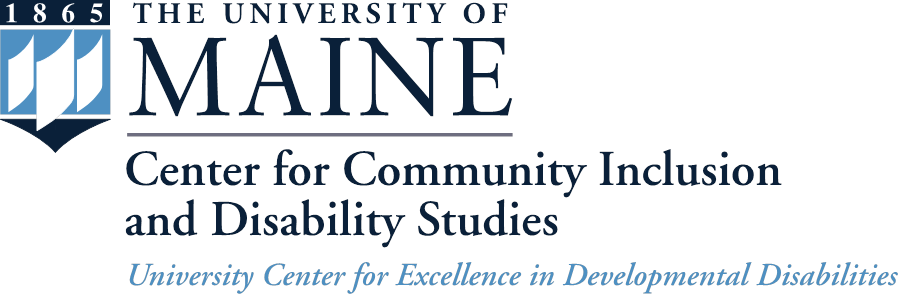 1865
THE UNIVERSITY OF
MAINE
Center for Community Inclusion
and Disability Studies
University Center for Excellence in Developmental Disabilities